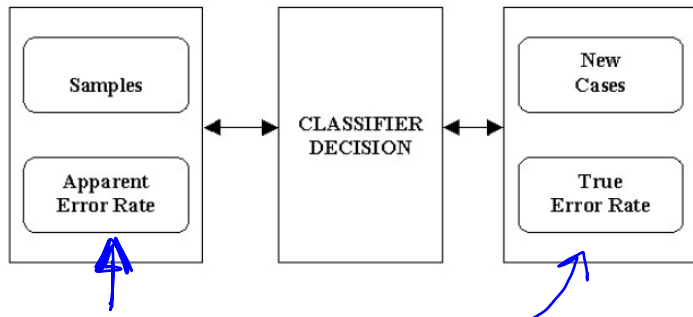 Samples
Apparent
Error Rate
CLASSIFIER
DECISION
New
Cases
True
Error Rate